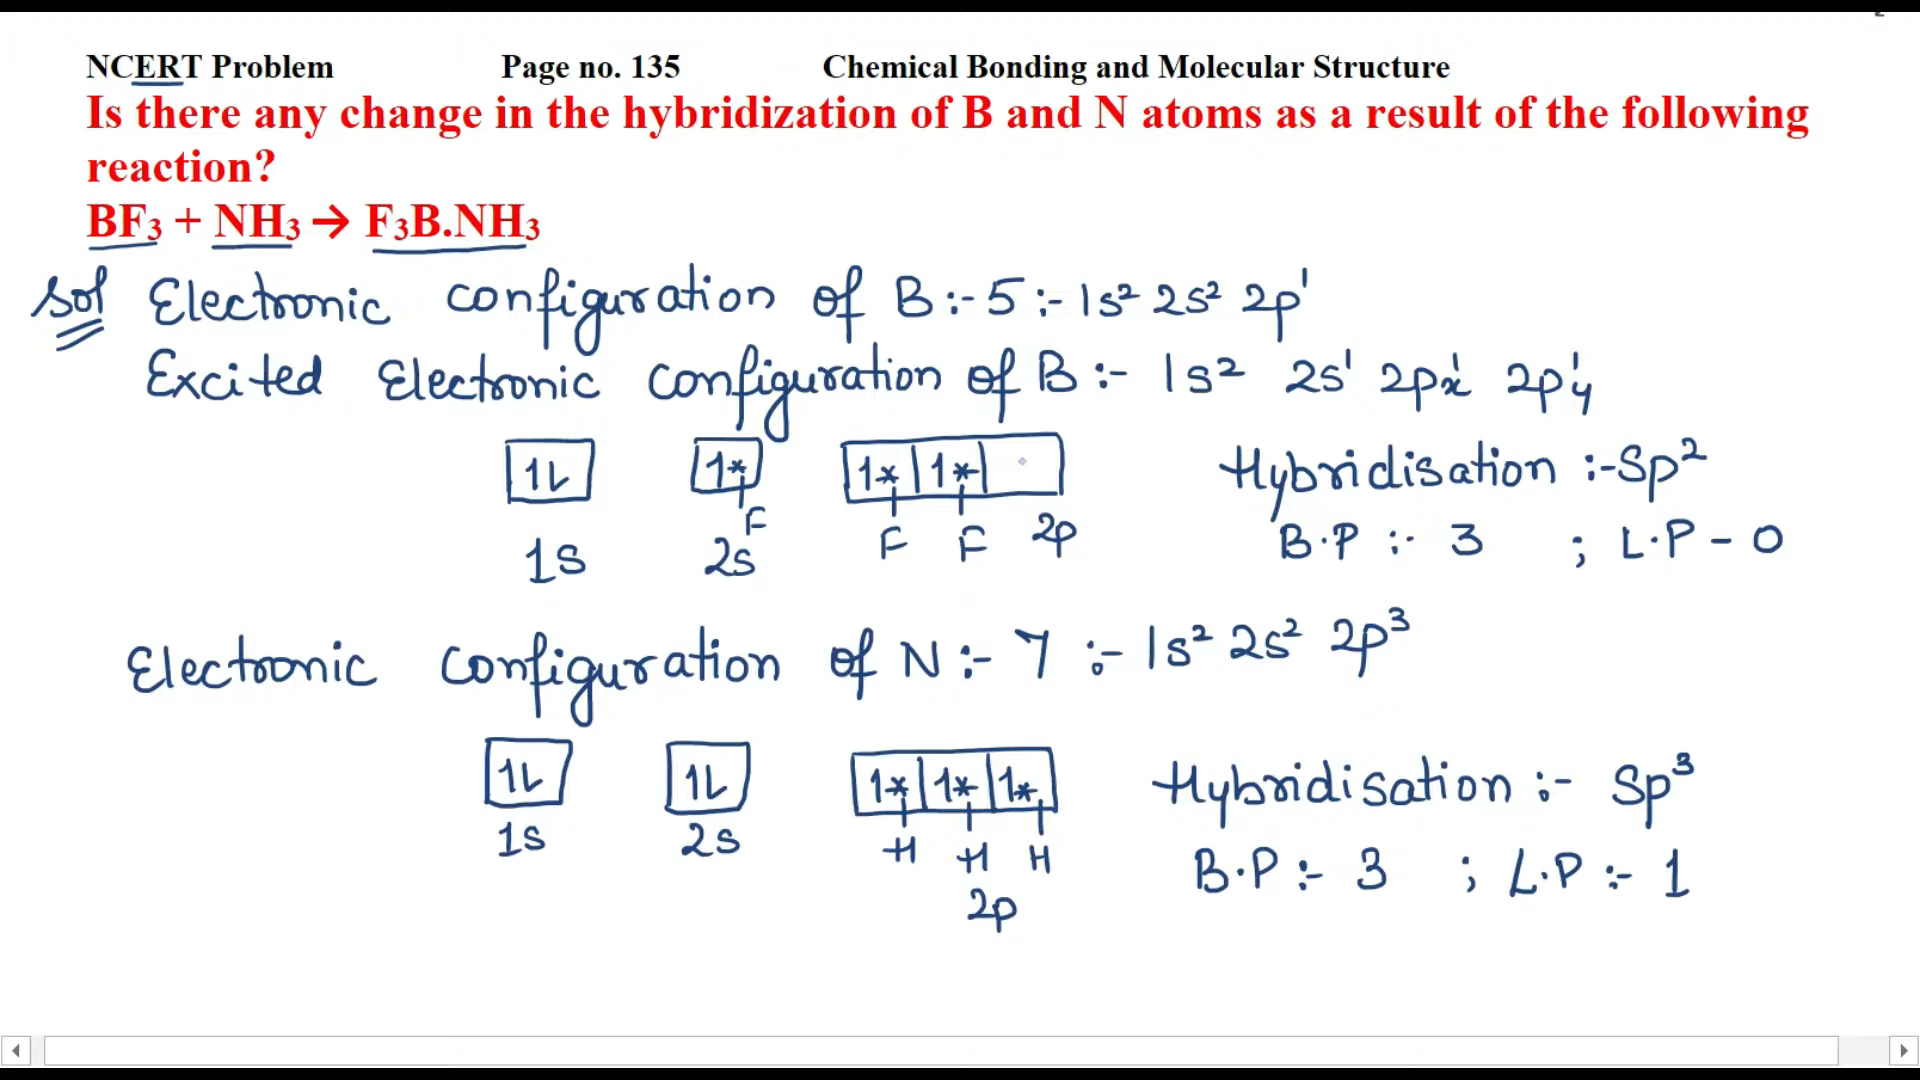 NCERT Problem Page no. 135 Chemical Bonding and Molecular Structure
Is there any change in the hybridization of B and N atoms as a result of the following
reaction?
BF₃ + NH₃ → F₃B.NH₃
Sol Electronic configuration of B :- 5 :- 1s² 2s² 2p¹
Excited Electronic configuration of B :- 1s² 2s¹ 2px¹ 2py¹
1L 1* 1* 1* Hybridisation :- Sp²
F F F 2p B.P :- 3 ; L.P - 0
1s 2s
Electronic configuration of N :- 7 :- 1s² 2s² 2p³
1L 1L 1* 1* 1* Hybridisation :- Sp³
1s 2s H H H B.P :- 3 ; L.P :- 1
2p